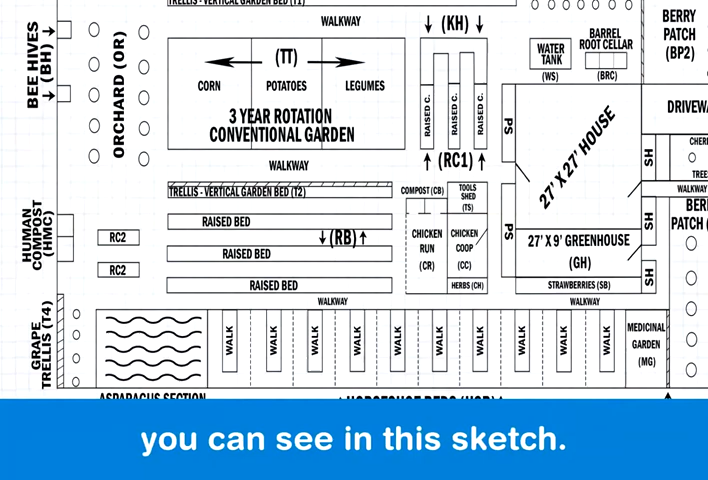 TRELLIS - VERTICAL GARDEN BED (T1)
WALKWAY
(KH)
BERRY
PATCH
(BP2)
BEE HIVES
(BH)
ORCHARD (OR)
(TT)
CORN
POTATOES
LEGUMES
3 YEAR ROTATION
CONVENTIONAL GARDEN
RAISED C.
RAISED C.
RAISED C.
(RC1)
WATER
TANK
(WS)
BARREL
ROOT CELLAR
(BRC)
PS
27' X 27' HOUSE
SH
WALKWAY
TRELLIS - VERTICAL GARDEN BED (T2)
COMPOST (CB)
TOOLS
SHED
(TS)
WALKWAY
HUMAN
COMPOST
(HMC)
RC2
RC2
RAISED BED
(RB)
RAISED BED
RAISED BED
CHICKEN
RUN
(CR)
CHICKEN
COOP
(CC)
HERBS (CH)
PS
27' X 9' GREENHOUSE
(GH)
SH
SH
STRAWBERRIES (SB)
WALKWAY
WALKWAY
GRAPE
TRELLIS (T4)
WALK
WALK
WALK
WALK
WALK
WALK
WALK
WALK
WALK
WALK
MEDICINAL
GARDEN
(MG)
ASPARAGUS SECTION
you can see in this sketch.